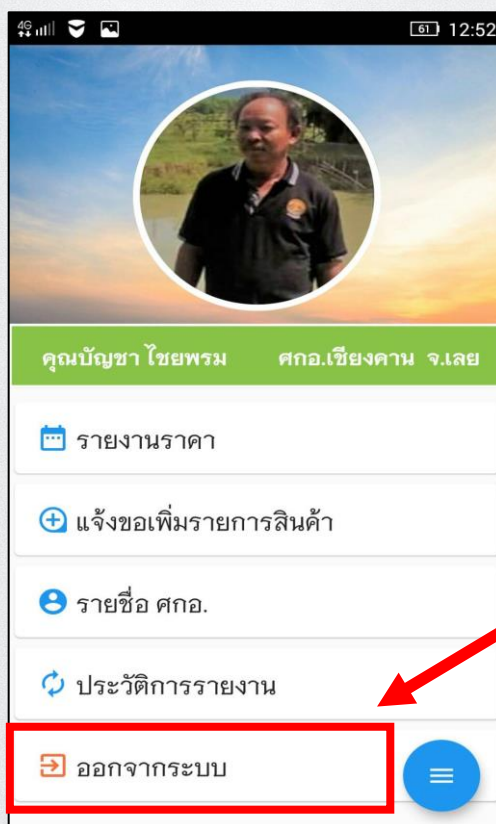 4G 61 12:52
คุณบัญชา ไชยพรม ศกอ.เชียงคาน จ.เลย
รายงานราคา
แจ้งขอเพิ่มรายการสินค้า
รายชื่อ ศกอ.
ประวัติการรายงาน
ออกจากระบบ